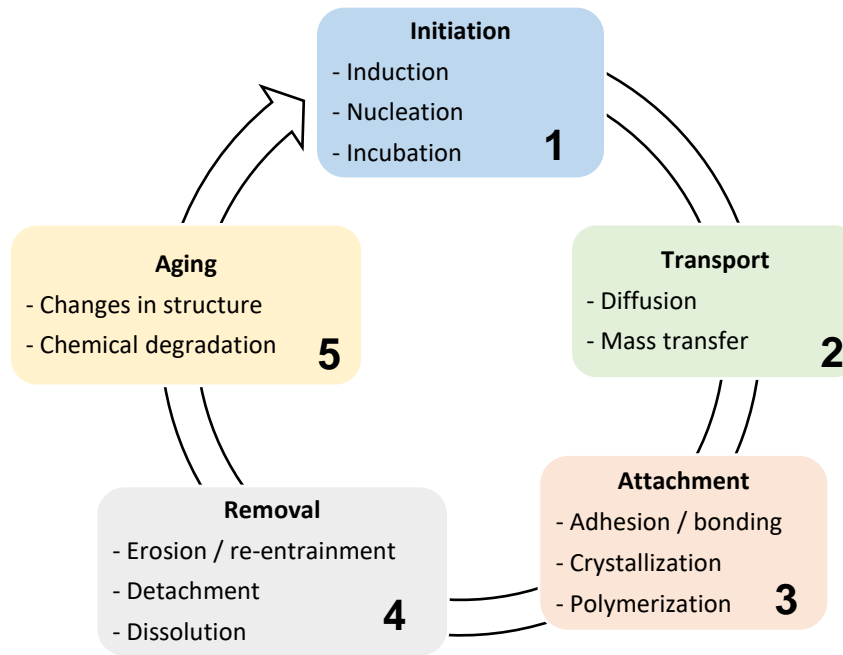 Initiation
- Induction
- Nucleation
- Incubation
1
Transport
- Diffusion
- Mass transfer
2
Attachment
- Adhesion / bonding
- Crystallization
- Polymerization
3
Removal
- Erosion / re-entrainment
- Detachment
- Dissolution
4
Aging
- Changes in structure
- Chemical degradation
5